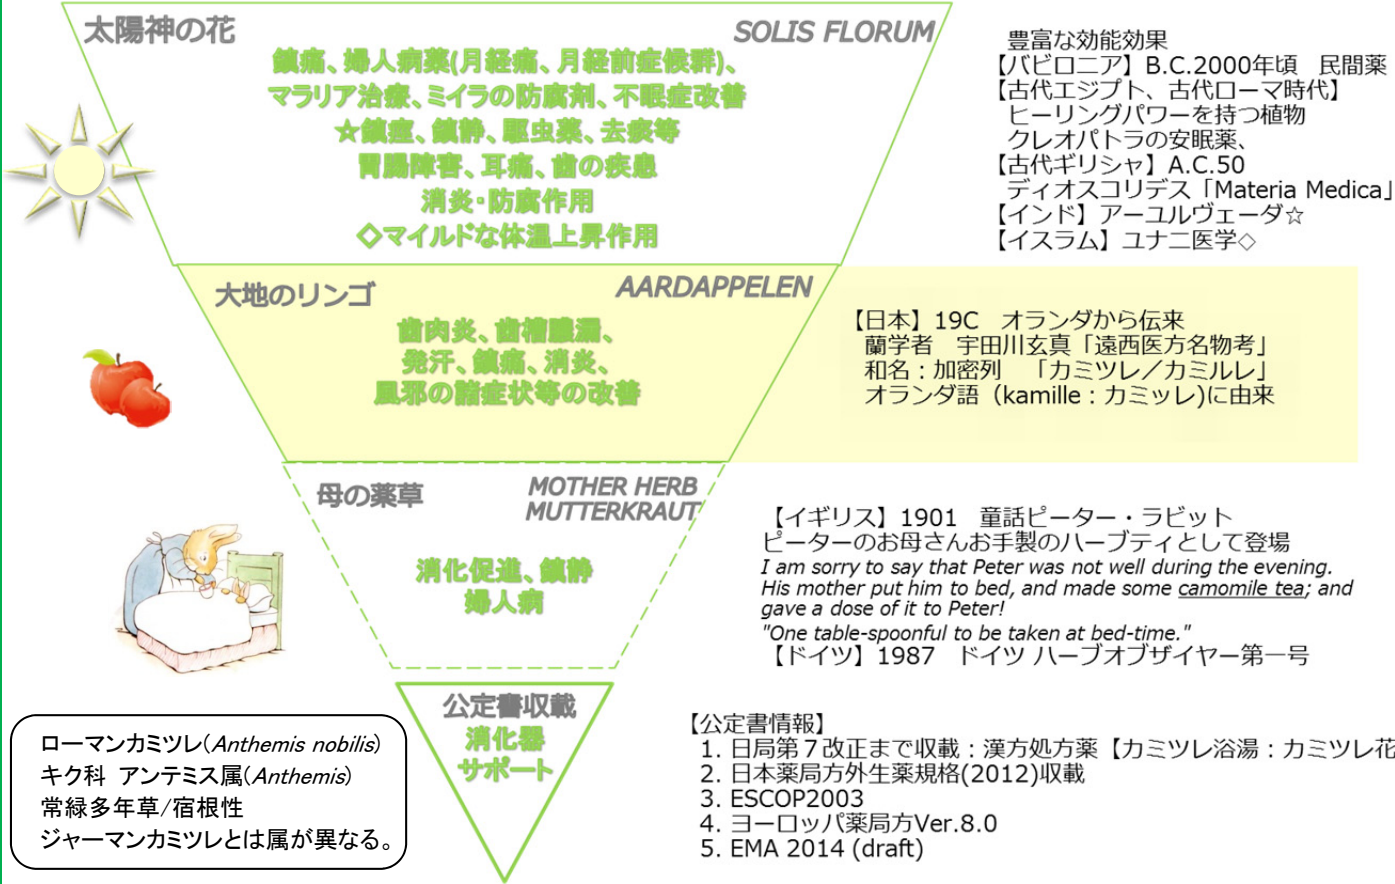 太陽神の花
SOLIS FLORUM
鎮痛、婦人病薬(月経痛、月経前症候群)、
マラリア治療、ミイラの防腐剤、不眠症改善
☆鎮痙、鎮静、駆虫薬、去痰等
胃腸障害、耳痛、歯の疾患
消炎・防腐作用
◇マイルドな体温上昇作用
豊富な効能効果
【バビロニア】B.C.2000年頃　民間薬
【古代エジプト、古代ローマ時代】
ヒーリングパワーを持つ植物
クレオパトラの安眠薬、
【古代ギリシャ】A.C.50
ディオスコリデス「Materia Medica」
【インド】アーユルヴェーダ☆
【イスラム】ユナニ医学◇
大地のリンゴ
AARDAPPELEN
歯肉炎、歯槽膿漏、
発汗、鎮痛、消炎、
風邪の諸症状等の改善
【日本】19C　オランダから伝来
蘭学者　宇田川玄真「遠西医方名物考」
和名：加密列　「カミツレ／カミルレ」
オランダ語（kamille：カミッレ)に由来
母の薬草
MOTHER HERB
MUTTERKRAUT
消化促進、鎮静
婦人病
【イギリス】1901　童話ピーター・ラビット
ピーターのお母さんお手製のハーブティとして登場
I am sorry to say that Peter was not well during the evening.
His mother put him to bed, and made some camomile tea; and
gave a dose of it to Peter!
"One table-spoonful to be taken at bed-time."
【ドイツ】1987　ドイツ ハーブオブザイヤー第一号
公定書収載
消化器
サポート
【公定書情報】
1. 日局第７改正まで収載：漢方処方薬【カミツレ浴湯：カミツレ花
2. 日本薬局方外生薬規格(2012)収載
3. ESCOP2003
4. ヨーロッパ薬局方Ver.8.0
5. EMA 2014 (draft)
ローマンカミツレ(Anthemis nobilis)
キク科 アンテミス属(Anthemis)
常緑多年草/宿根性
ジャーマンカミツレとは属が異なる。